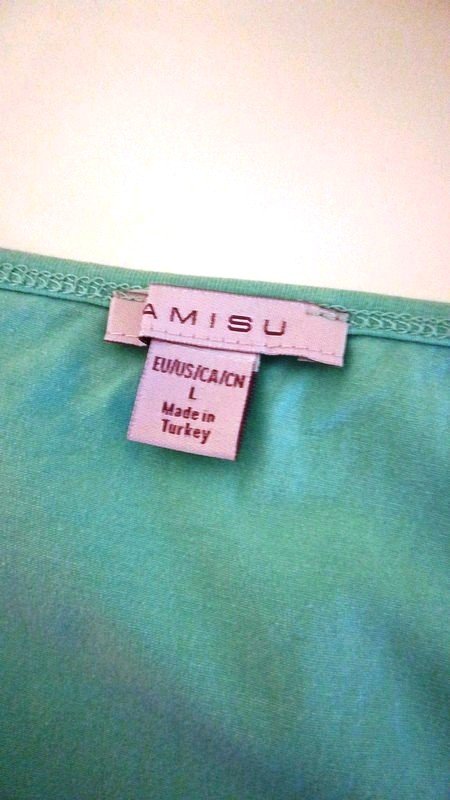 AMISU
EU/US/CA/CN
L
Made in
Turkey